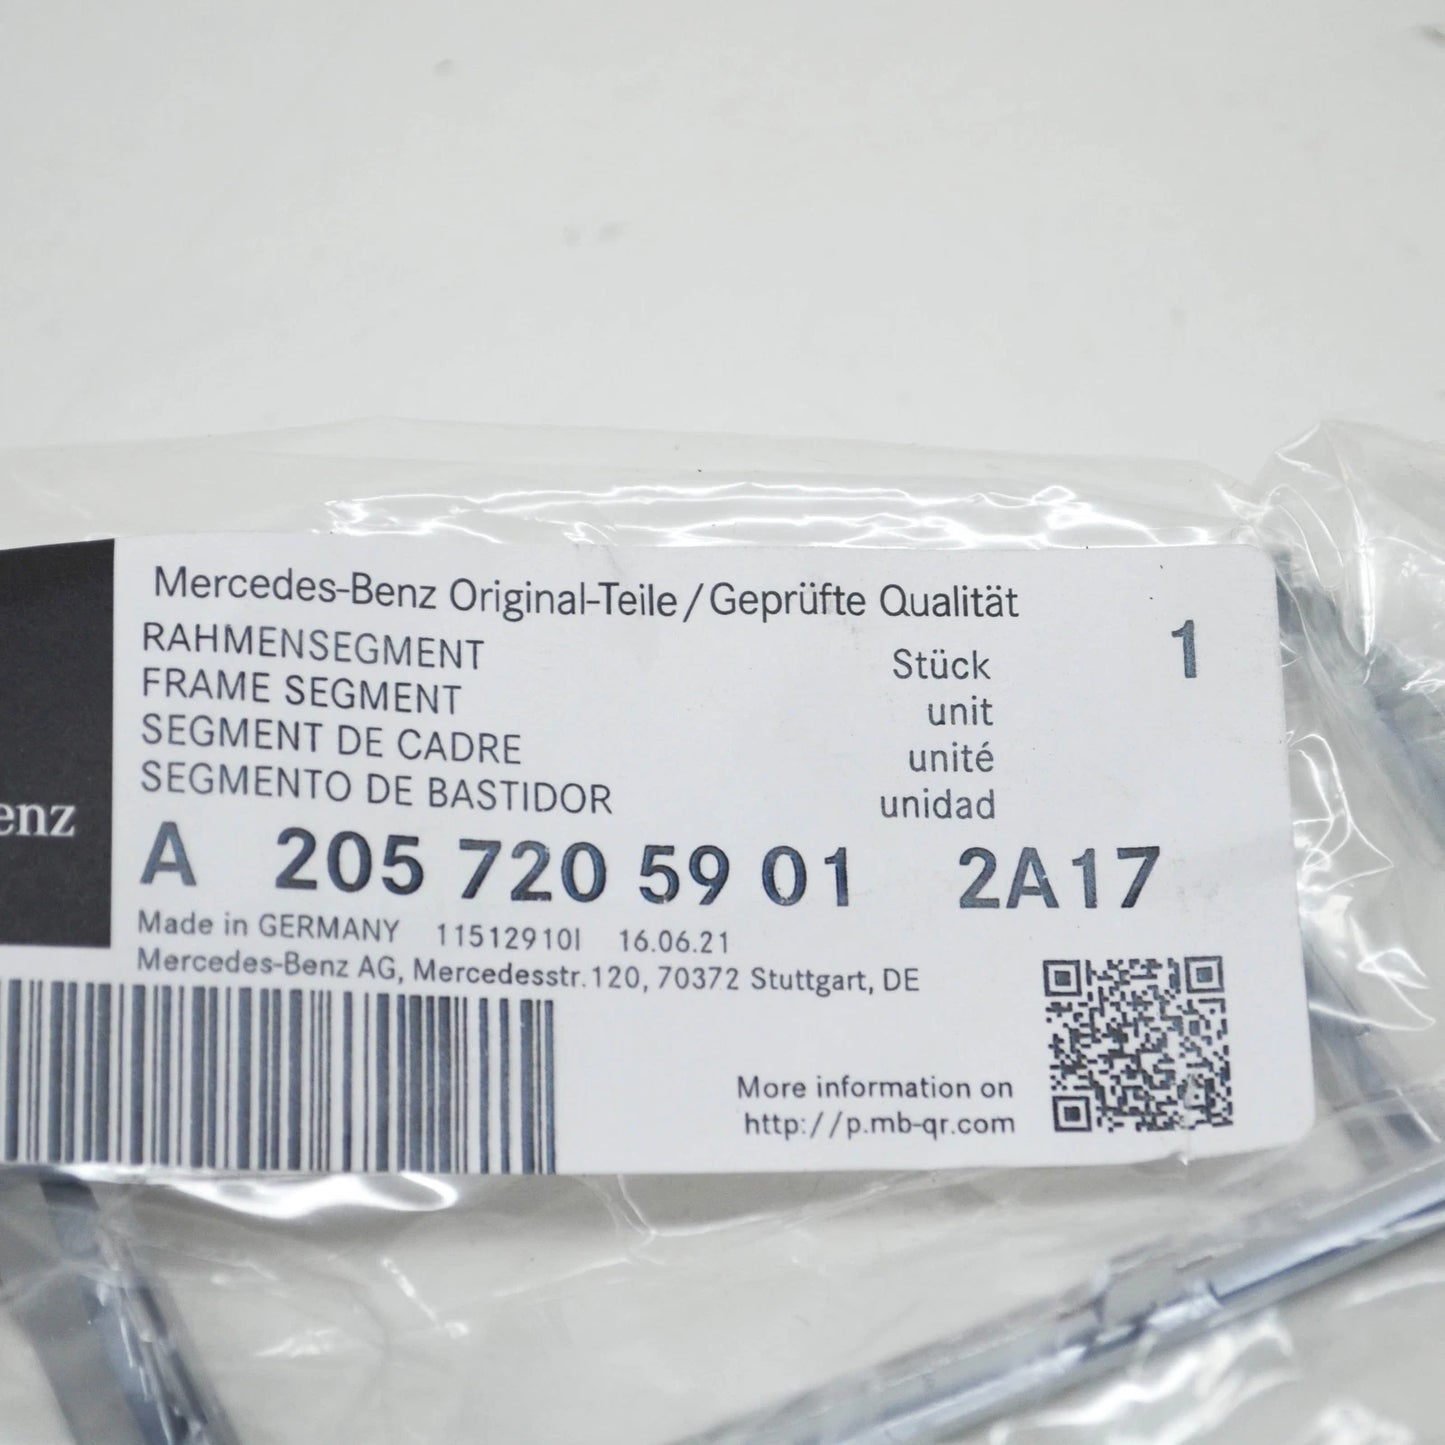 Mercedes-Benz Original-Teile/Geprüfte Qualität
RAHMENSEGMENT
FRAME SEGMENT
SEGMENT DE CADRE
SEGMENTO DE BASTIDOR
Stück 1
unit
unité
unidad
enz
A 205 720 59 01 2A17
Made in GERMANY 11512910I 16.06.21
Mercedes-Benz AG, Mercedesstr.120, 70372 Stuttgart, DE
More information on
http://p.mb-qr.com